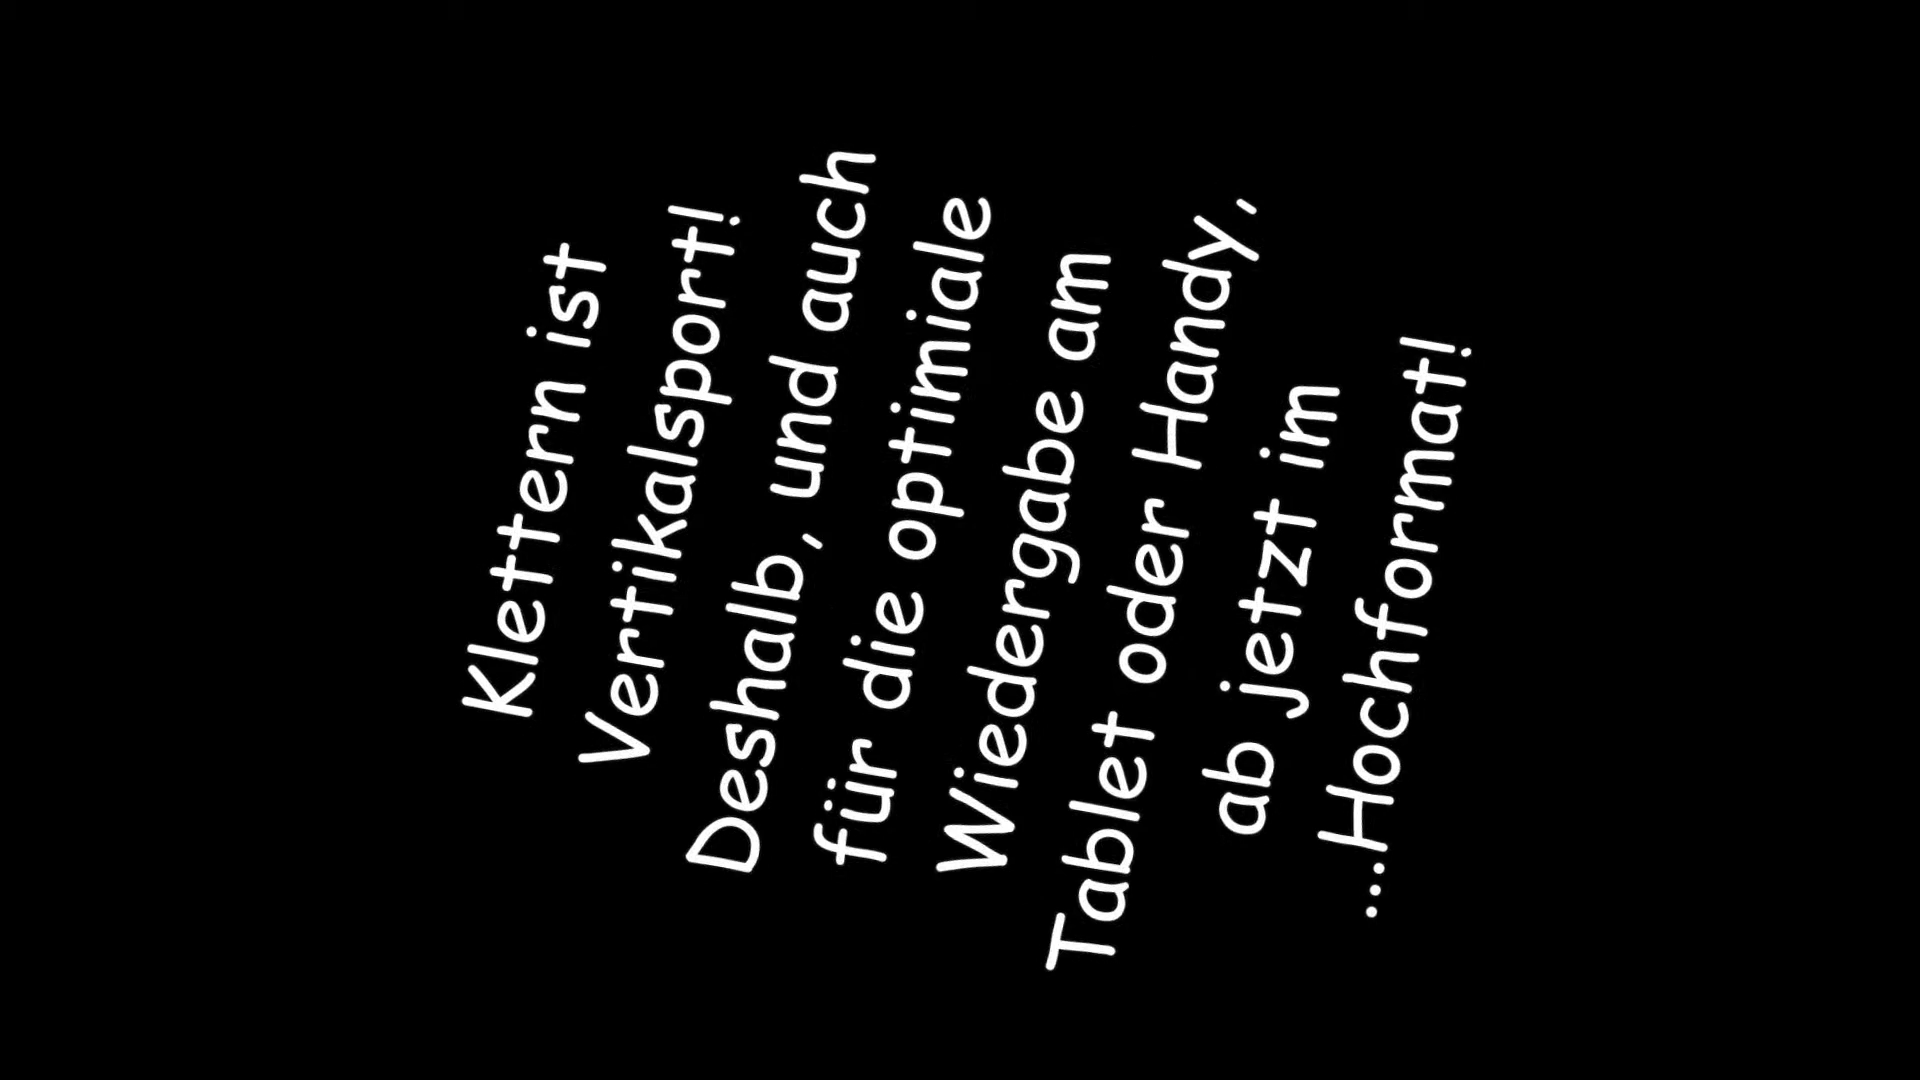 Klettern ist
Vertikalsport!
Deshalb, und auch
für die optimiale
Wiedergabe am
Tablet oder Handy,
ab jetzt im
...Hochformat!